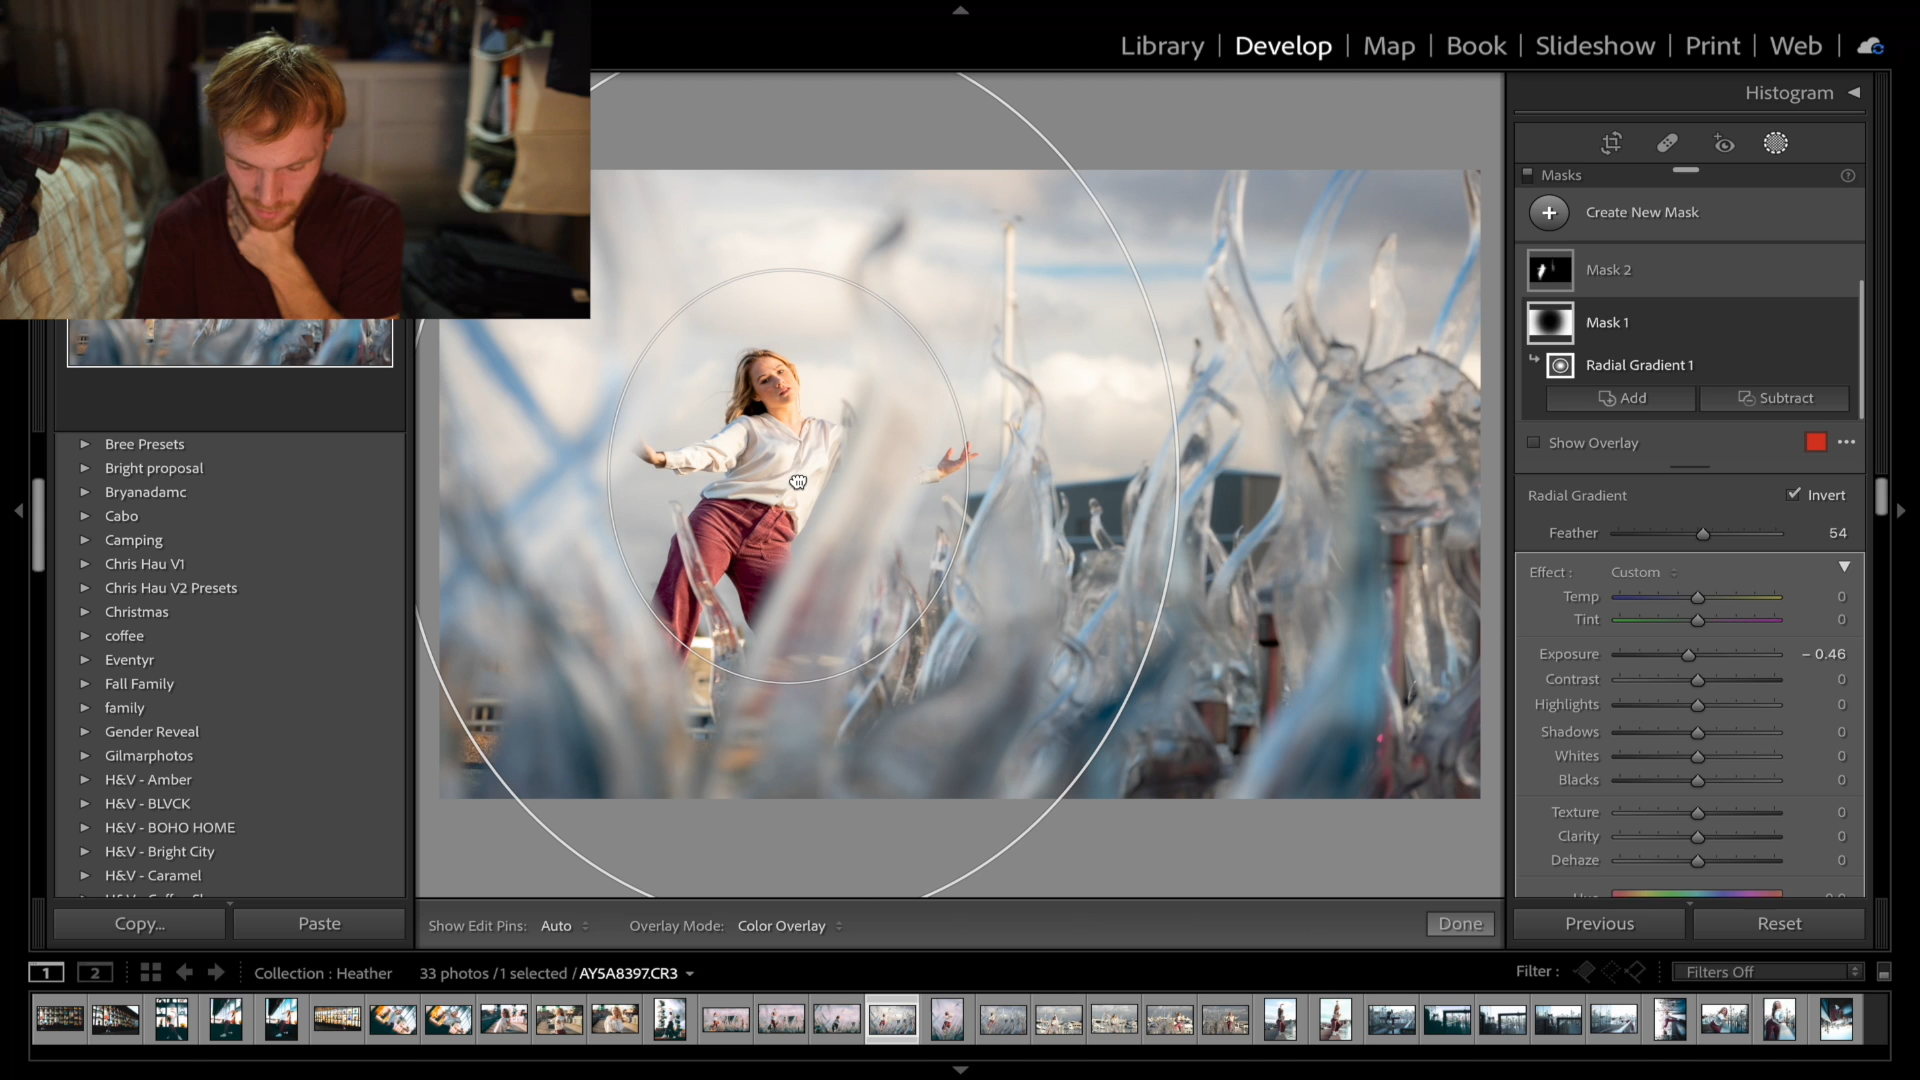 Library | Develop | Map | Book | Slideshow | Print | Web |
Histogram
Masks
Create New Mask
Mask 2
Mask 1
Radial Gradient 1
Add
Subtract
Show Overlay
Radial Gradient
Invert
Feather 54
Effect : Custom
Temp 0
Tint 0
Exposure – 0.46
Contrast 0
Highlights 0
Shadows 0
Whites 0
Blacks 0
Texture 0
Clarity 0
Dehaze 0
Previous
Reset
Bree Presets
Bright proposal
Bryanadamc
Cabo
Camping
Chris Hau V1
Chris Hau V2 Presets
Christmas
coffee
Eventyr
Fall Family
family
Gender Reveal
Gilmarphotos
H&V - Amber
H&V - BLVCK
H&V - BOHO HOME
H&V - Bright City
H&V - Caramel
Copy...
Paste
Show Edit Pins: Auto
Overlay Mode: Color Overlay
Done
1
2
Collection : Heather
33 photos / 1 selected / AY5A8397.CR3
Filter :
Filters Off